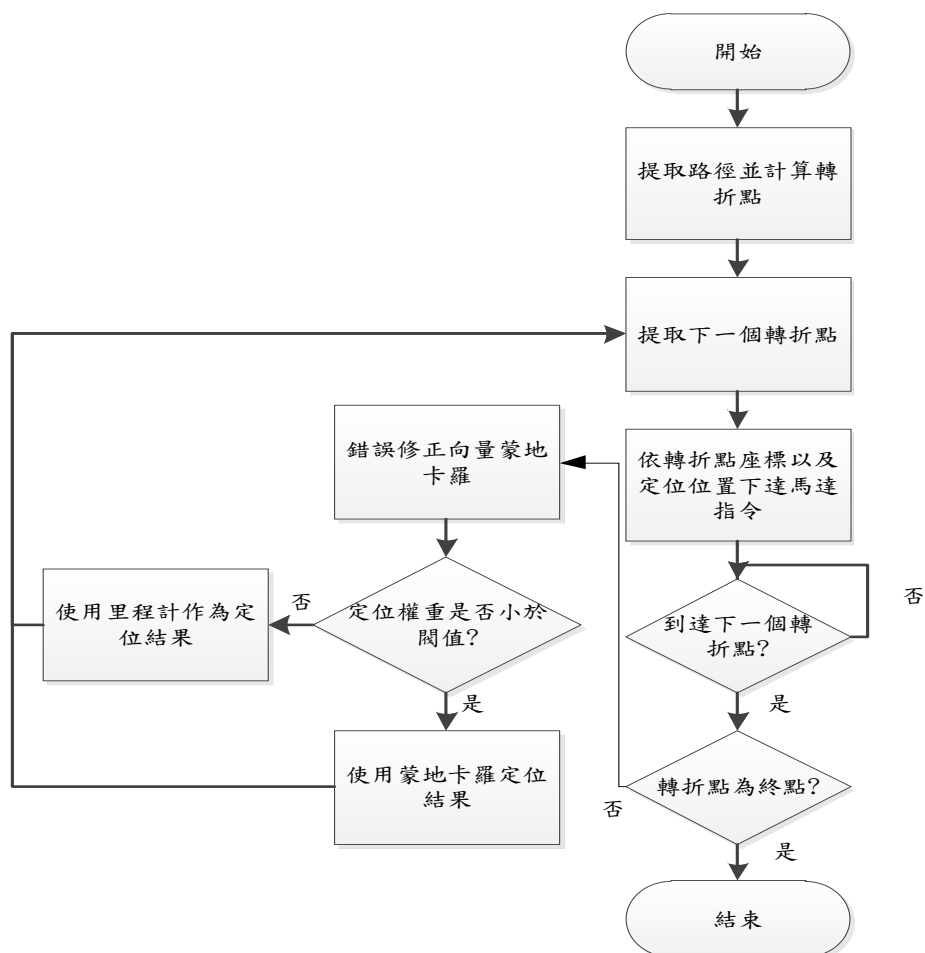 開始
提取路徑並計算轉
折點
提取下一個轉折點
錯誤修正向量蒙地
卡羅
依轉折點座標以及
定位位置下達馬達
指令
使用里程計作為定
位結果
否
定位權重是否小於
閥值?
到達下一個轉
折點?
否
是
是
使用蒙地卡羅定位
結果
轉折點為終點?
否
是
結束